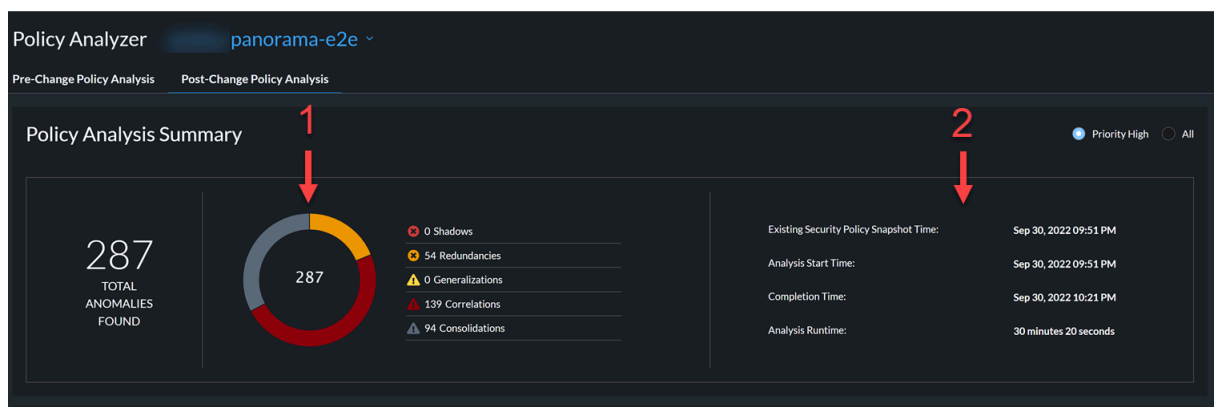 Policy Analyzer panorama-e2e
Pre-Change Policy Analysis Post-Change Policy Analysis
1
2
Policy Analysis Summary
Priority High All
287
TOTAL
ANOMALIES
FOUND
287
0 Shadows
54 Redundancies
0 Generalizations
139 Correlations
94 Consolidations
Existing Security Policy Snapshot Time: Sep 30, 2022 09:51 PM
Analysis Start Time: Sep 30, 2022 09:51 PM
Completion Time: Sep 30, 2022 10:21 PM
Analysis Runtime: 30 minutes 20 seconds